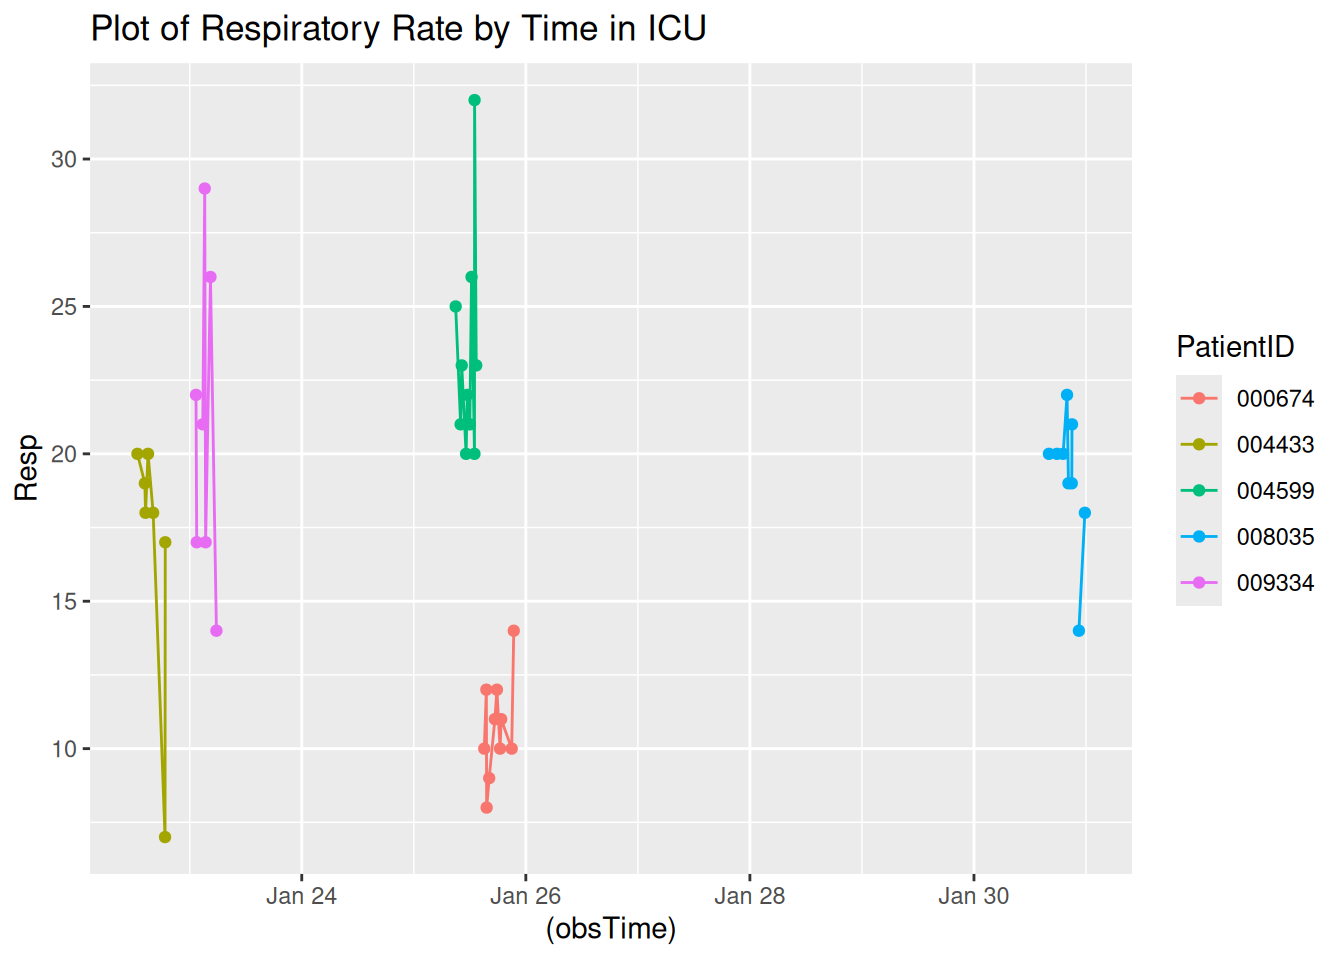 Plot of Respiratory Rate by Time in ICU
30
25
20
15
10
Resp
Jan 24 Jan 26 Jan 28 Jan 30
(obsTime)
PatientID
000674
004433
004599
008035
009334